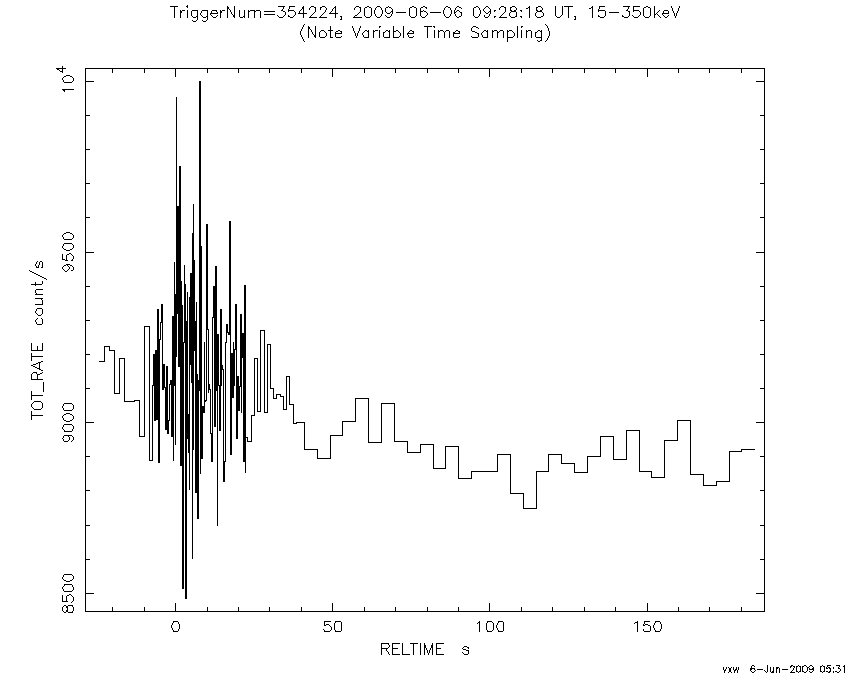 TriggerNum=354224, 2009-06-06 09:28:18 UT, 15-350keV
(Note Variable Time Sampling)
10⁴
9500
9000
8500
TOT_RATE count/s
0 50 100 150
RELTIME s
vxw 6-Jun-2009 05:31